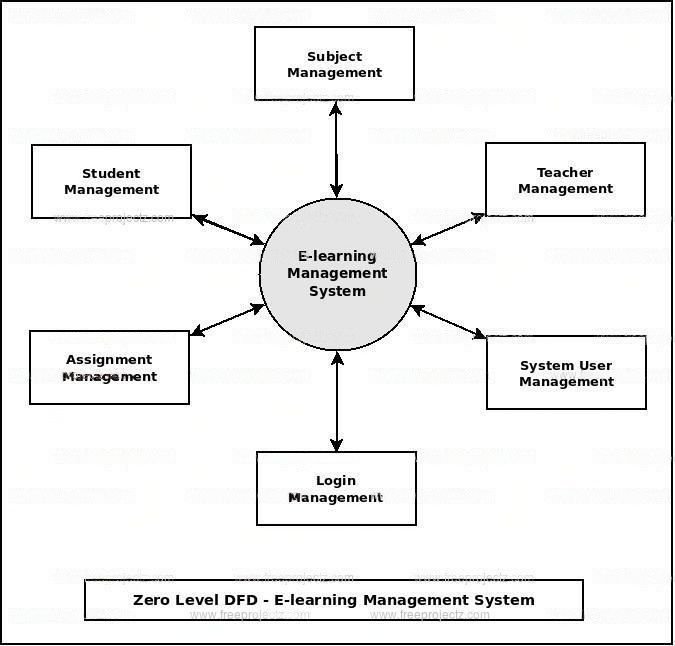 Subject
Management
Student
Management
Teacher
Management
E-learning
Management
System
Assignment
Management
System User
Management
Login
Management
Zero Level DFD - E-learning Management System
www.freeprojectz.com
www.freeprojectz.com